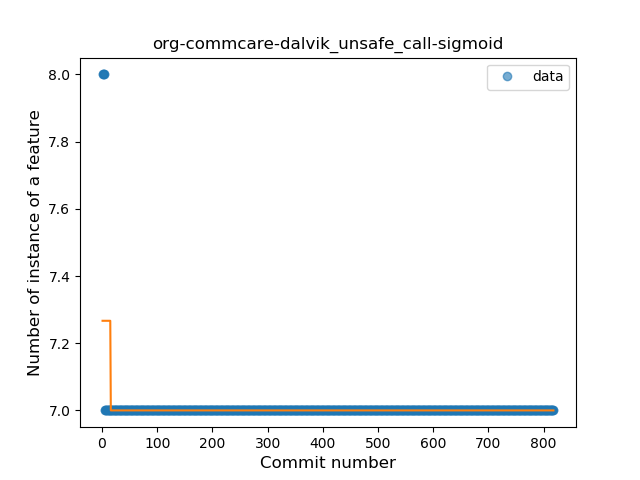 org-commcare-dalvik_unsafe_call-sigmoid
data
Number of instance of a feature
8.0
7.8
7.6
7.4
7.2
7.0
0 100 200 300 400 500 600 700 800
Commit number